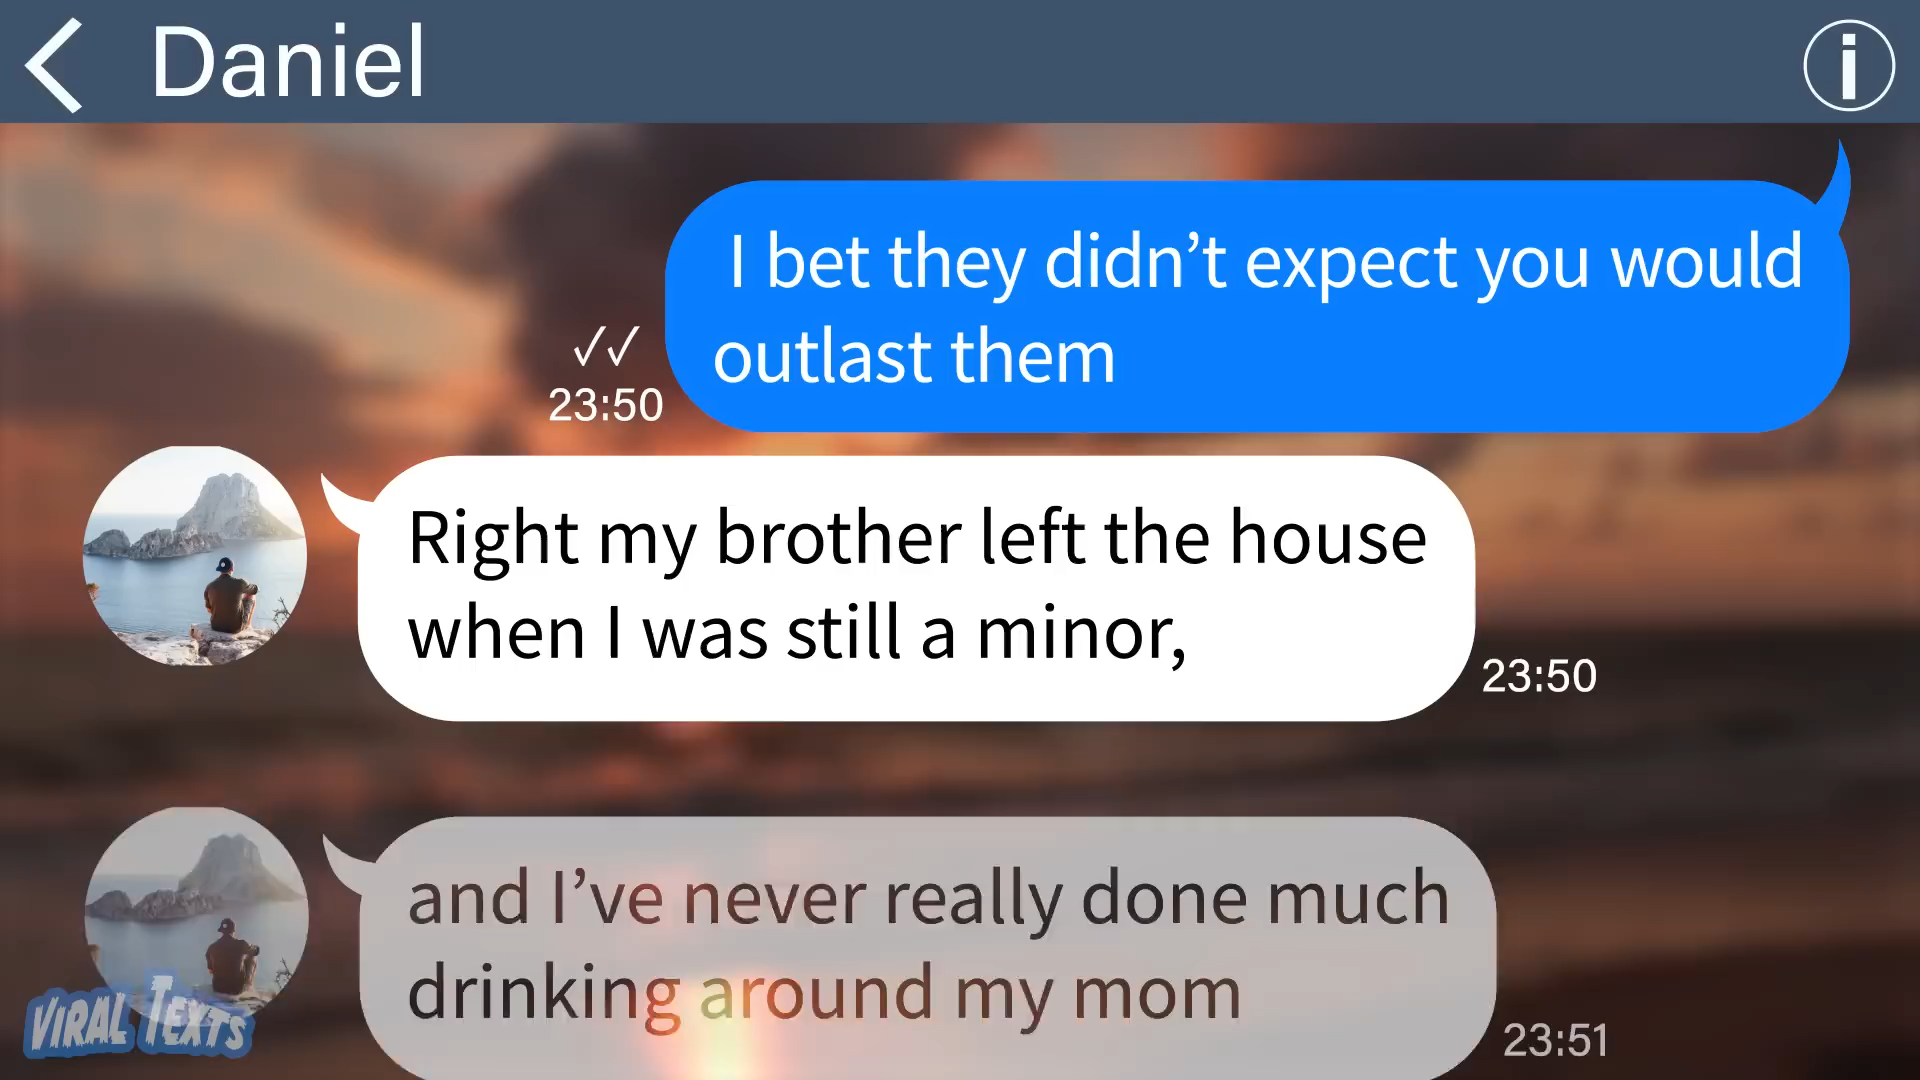 Daniel
I bet they didn’t expect you would
outlast them
✓✓
23:50
Right my brother left the house
when I was still a minor,
23:50
and I’ve never really done much
drinking around my mom
23:51
VIRAL TEXTS